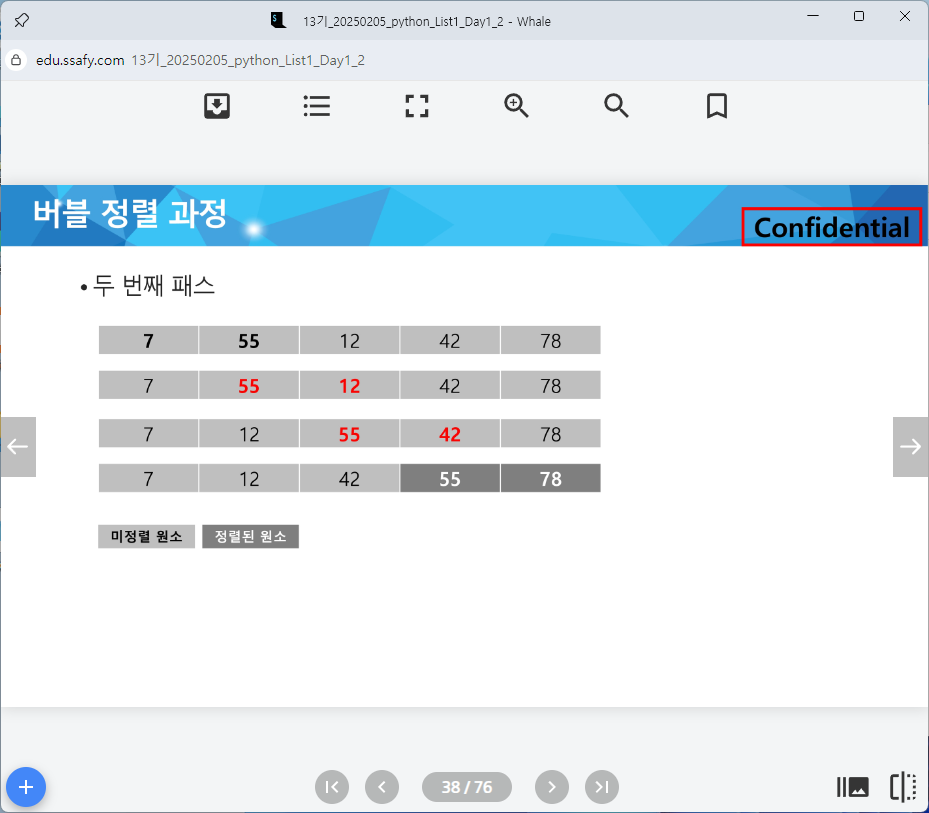 13기_20250205_python_List1_Day1_2 - Whale
edu.ssafy.com 13기_20250205_python_List1_Day1_2
버블 정렬 과정
Confidential
• 두 번째 패스
7 55 12 42 78
7 55 12 42 78
7 12 55 42 78
7 12 42 55 78
미정렬 원소 정렬된 원소
38 / 76